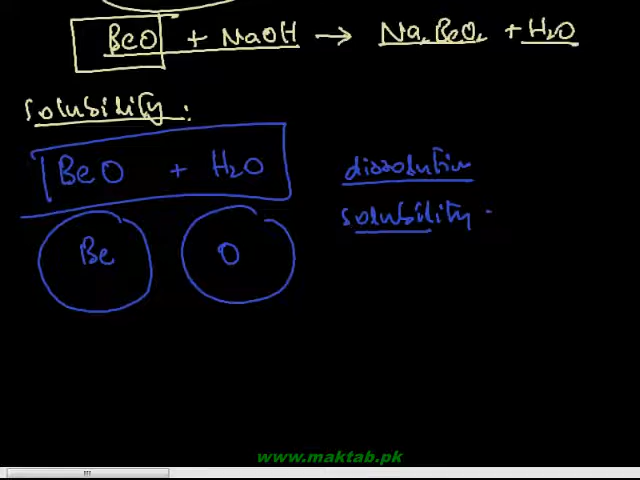 BeO + NaOH → Na₂BeO₂ + H₂O
Solubility :
BeO + H₂O
dissolution
solubility -
Be O
www.maktab.pk